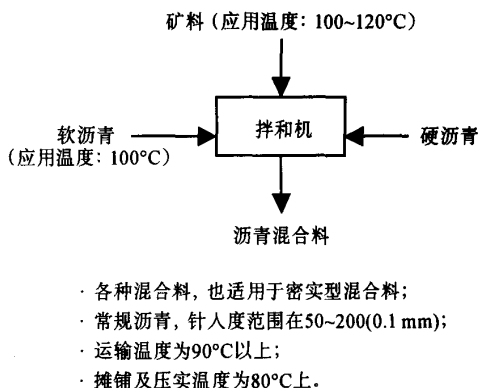 矿料（应用温度：100~120°C）
拌和机
软沥青
（应用温度：100°C）
硬沥青
沥青混合料
· 各种混合料，也适用于密实型混合料；
· 常规沥青，针人度范围在50~200(0.1 mm)；
· 运输温度为90°C以上；
· 摊铺及压实温度为80°C上。